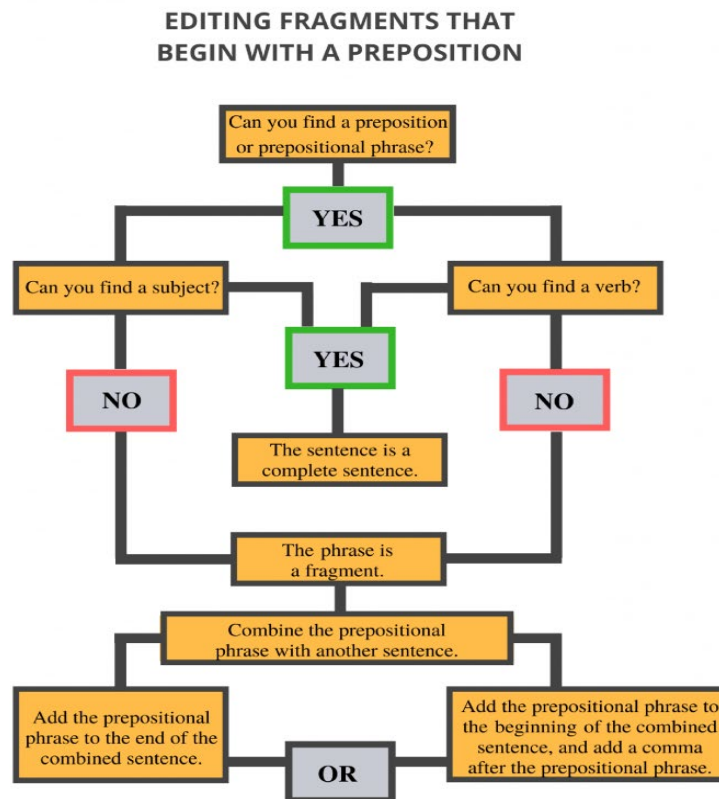 EDITING FRAGMENTS THAT
BEGIN WITH A PREPOSITION
Can you find a preposition
or prepositional phrase?
YES
Can you find a subject?
Can you find a verb?
YES
NO
NO
The sentence is a
complete sentence.
The phrase is
a fragment.
Combine the prepositional
phrase with another sentence.
Add the prepositional
phrase to the end of the
combined sentence.
Add the prepositional phrase to
the beginning of the combined
sentence, and add a comma
after the prepositional phrase.
OR